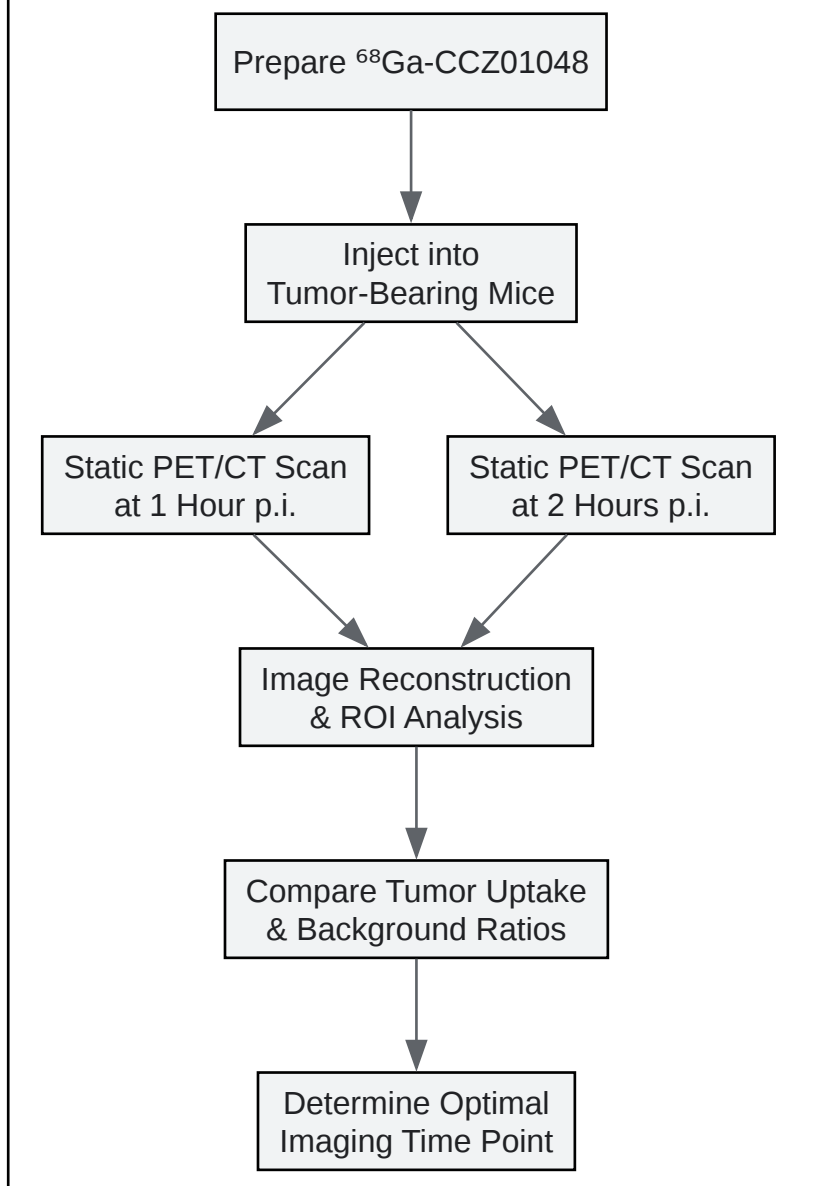 Prepare ⁶⁸Ga-CCZ01048
Inject into
Tumor-Bearing Mice
Static PET/CT Scan
at 1 Hour p.i.
Static PET/CT Scan
at 2 Hours p.i.
Image Reconstruction
& ROI Analysis
Compare Tumor Uptake
& Background Ratios
Determine Optimal
Imaging Time Point